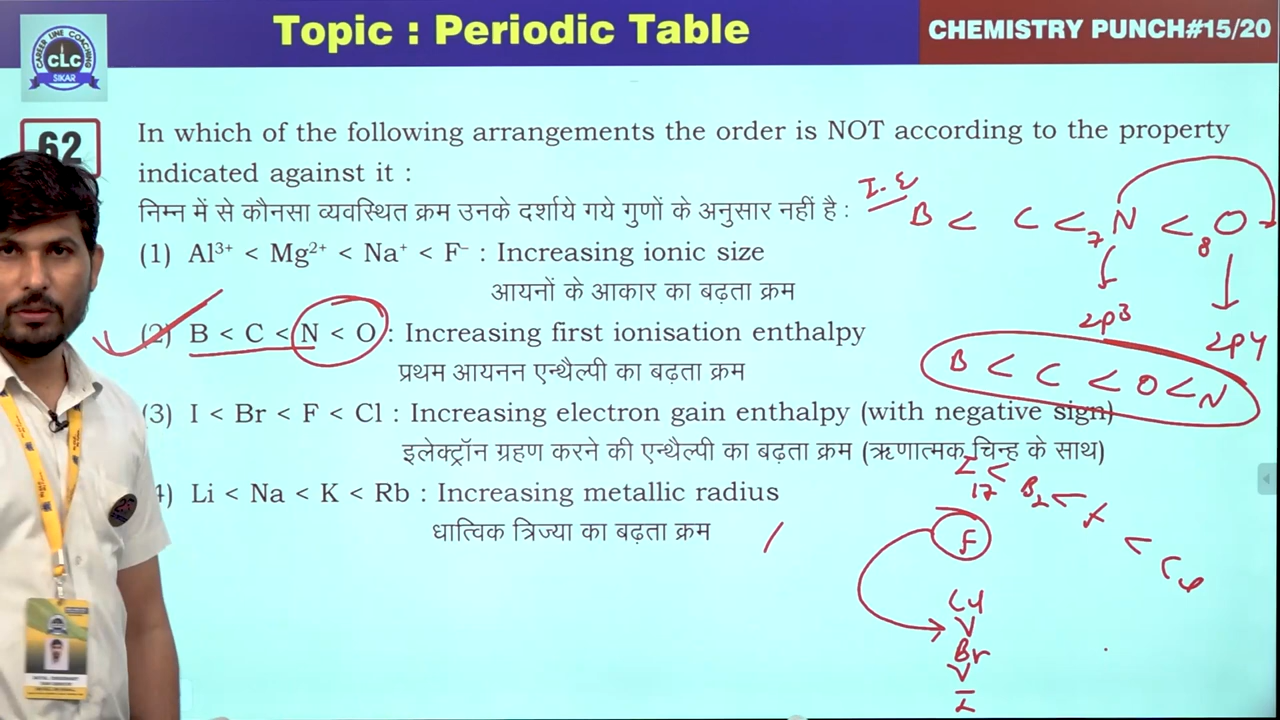 Topic : Periodic Table
CHEMISTRY PUNCH#15/20
CAREER LINE COACHING
CLC
SIKAR
62
In which of the following arrangements the order is NOT according to the property
indicated against it :
निम्न में से कौनसा व्यवस्थित क्रम उनके दर्शाये गये गुणों के अनुसार नहीं है :
(1) Al³⁺ < Mg²⁺ < Na⁺ < F⁻ : Increasing ionic size
आयनों के आकार का बढ़ता क्रम
(2) B < C < N < O : Increasing first ionisation enthalpy
प्रथम आयनन एन्थैल्पी का बढ़ता क्रम
(3) I < Br < F < Cl : Increasing electron gain enthalpy (with negative sign)
इलेक्ट्रॉन ग्रहण करने की एन्थैल्पी का बढ़ता क्रम (ऋणात्मक चिन्ह के साथ)
4) Li < Na < K < Rb : Increasing metallic radius
धात्विक त्रिज्या का बढ़ता क्रम
I.E
B < C < ₇N < ₈O
2p3
2p4
B < C < O < N
I <
17
<
<
F
Cl
V
Br
V
I